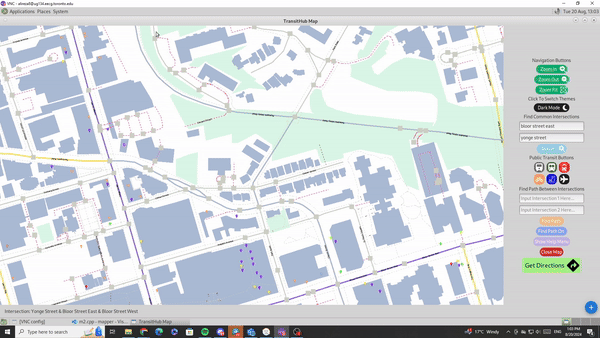 VNC - alireza5@ug134.eecg.toronto.edu
Applications Places System
Tue 20 Aug, 13:03
TransitHub Map
Navigation Buttons
Zoom In
Zoom Out
Zoom Fit
Click To Switch Themes
Dark Mode
Find Common Intersections
bloor street east
yonge street
Search
Public Transit Buttons
Find Path Between Intersections
Input Intersection 1 Here...
Input Intersection 2 Here...
Find Path On
Show Help Menu
Close Map
Get Directions
Intersection: Yonge Street & Bloor Street East & Bloor Street West
[VNC config]
m2.cpp - mapper - Vis...
TransitHub Map
Type here to search
17°C Windy
ENG
1:03 PM
8/20/2024